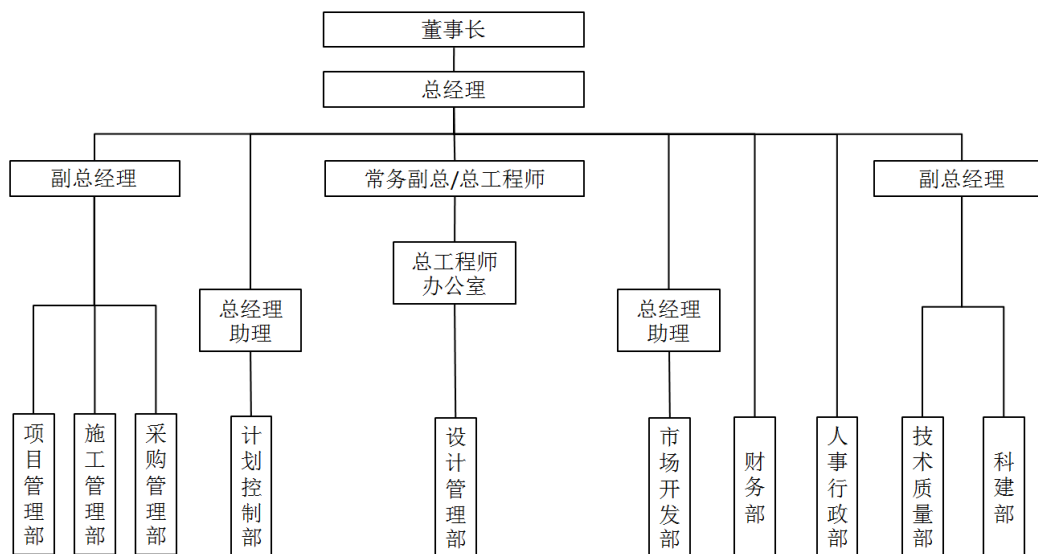 董事长
总经理
副总经理
常务副总/总工程师
副总经理
总工程师
办公室
总经理
助理
总经理
助理
项目管理部
施工管理部
采购管理部
计划控制部
设计管理部
市场开发部
财务部
人事行政部
技术质量部
科建部